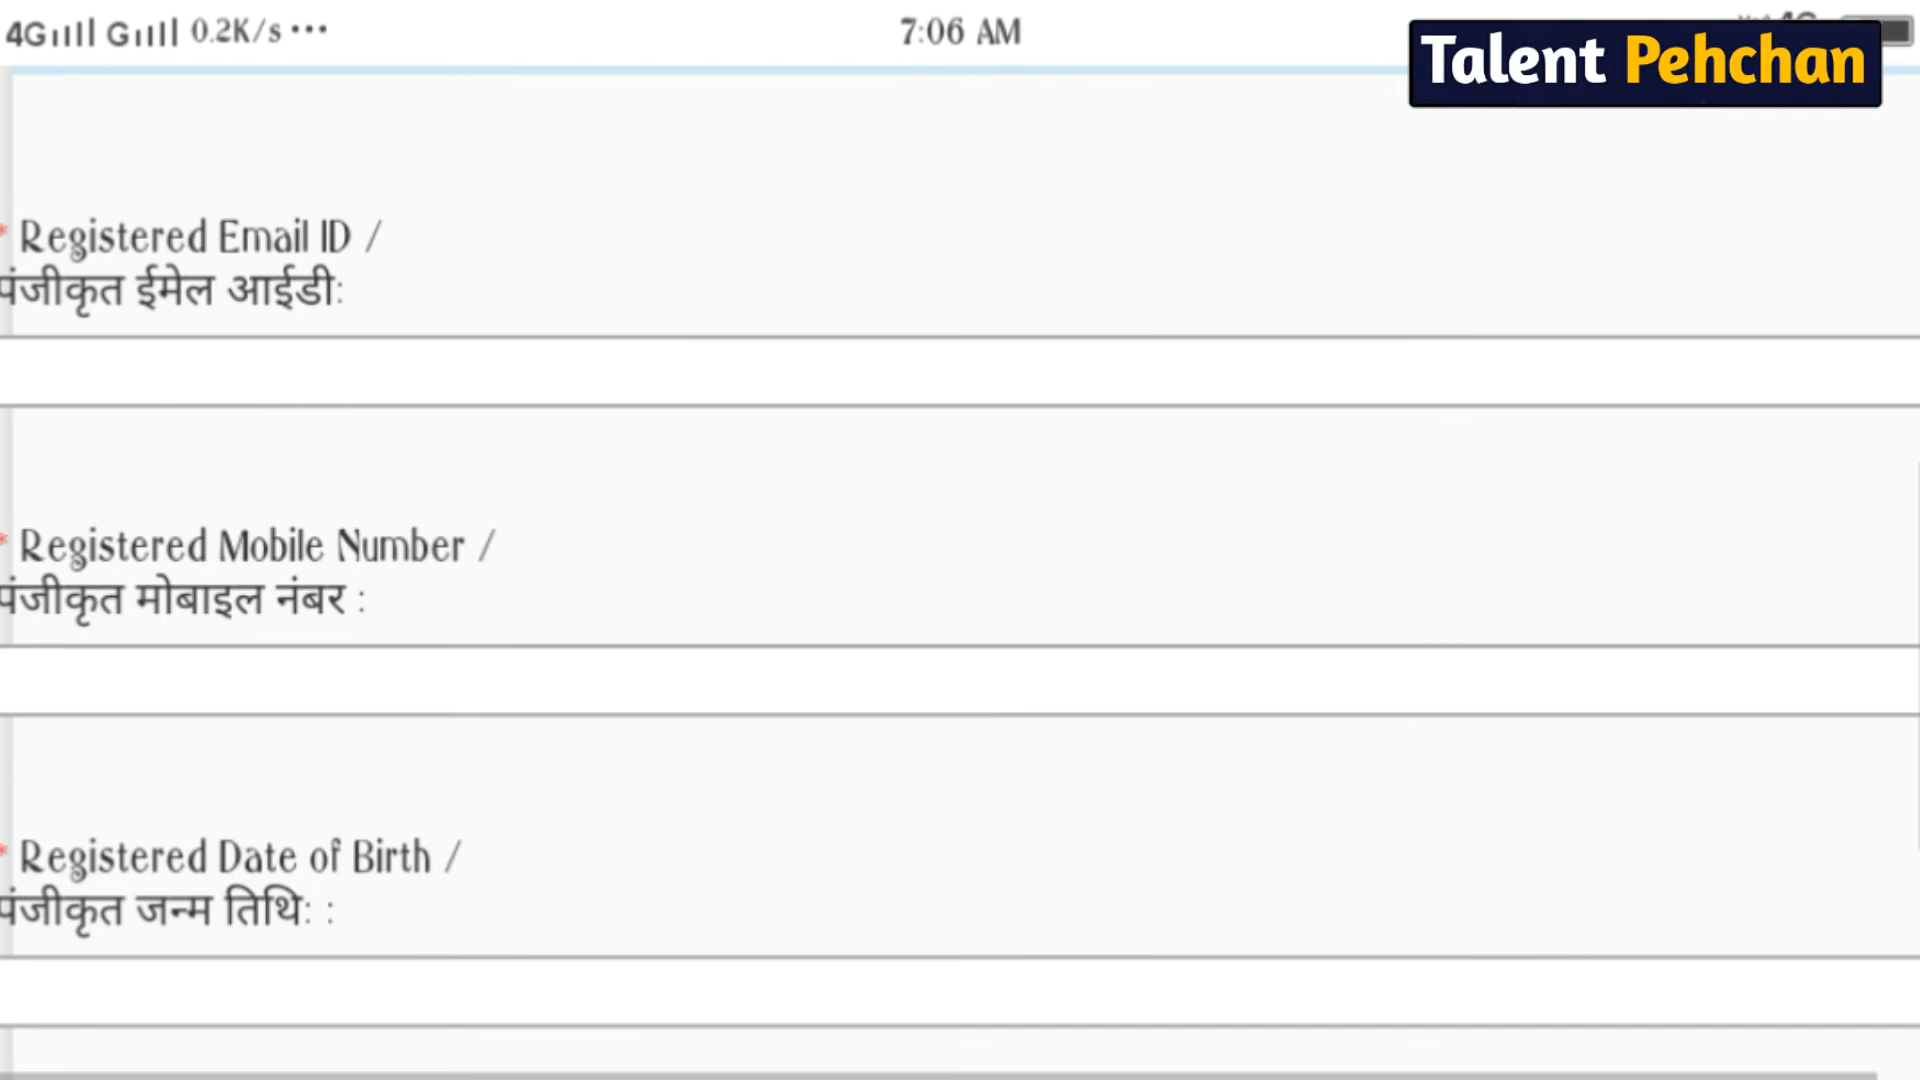 4G G 0.2K/s ••• 7:06 AM
Talent Pehchan
* Registered Email ID /
पंजीकृत ईमेल आईडी:
* Registered Mobile Number /
पंजीकृत मोबाइल नंबर :
* Registered Date of Birth /
पंजीकृत जन्म तिथि: :